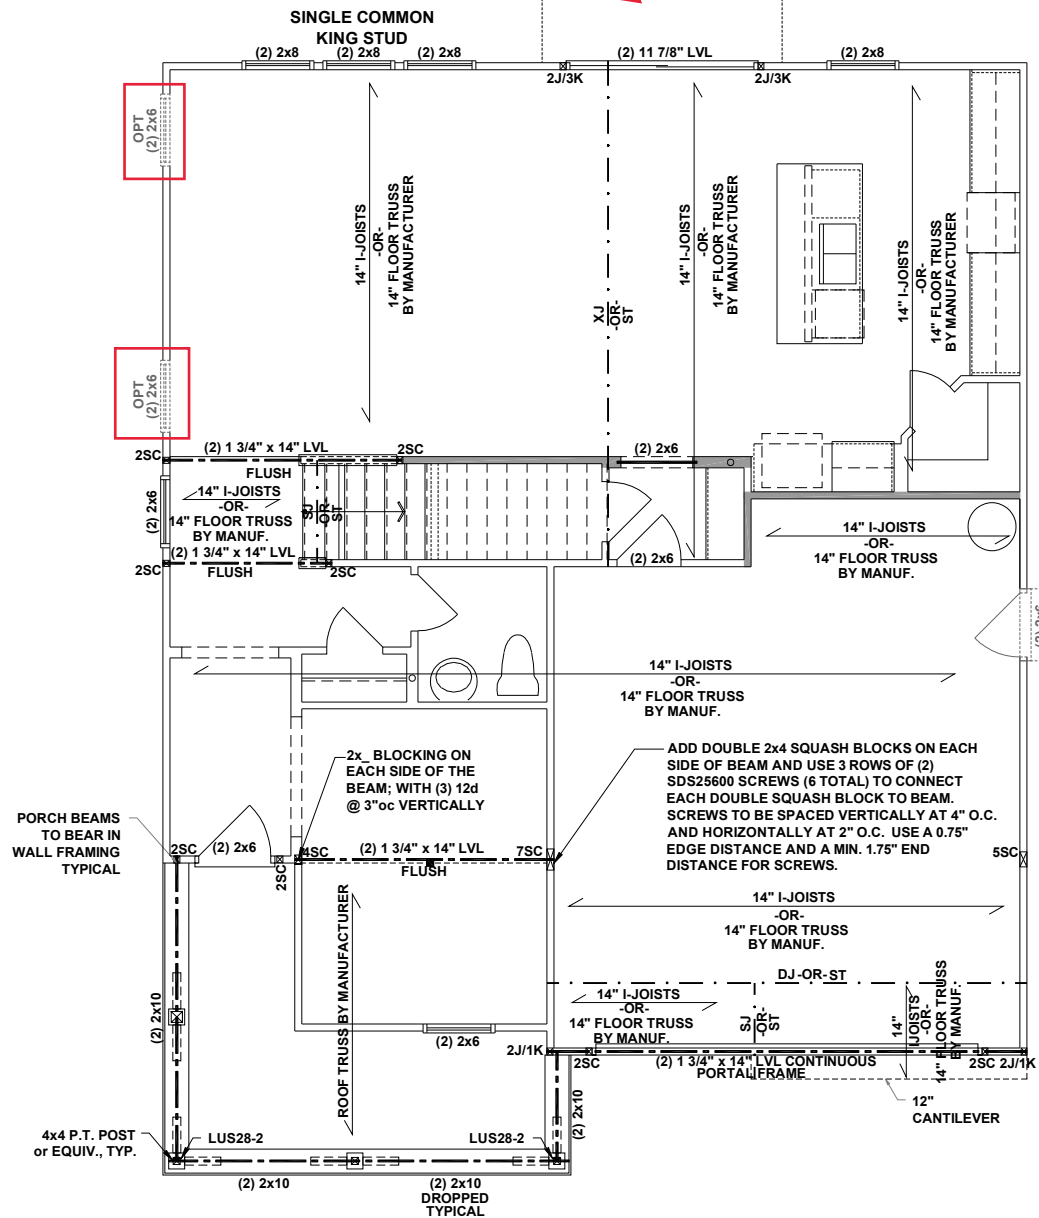 SINGLE COMMON
KING STUD
(2) 2x8
(2) 2x8
(2) 2x8
(2) 11 7/8" LVL
(2) 2x8
2J/3K
2J/3K
OPT
(2) 2x6
14" I-JOISTS
-OR-
14" FLOOR TRUSS
BY MANUFACTURER
14" I-JOISTS
-OR-
14" FLOOR TRUSS
BY MANUFACTURER
14" I-JOISTS
-OR-
14" FLOOR TRUSS
BY MANUFACTURER
XJ
-OR-
ST
OPT
(2) 2x6
(2) 1 3/4" x 14" LVL
2SC
2SC
FLUSH
(2) 2x6
(2) 2x6
14" I-JOISTS
-OR-
14" FLOOR TRUSS
BY MANUF.
SJ
-OR-
ST
(2) 1 3/4" x 14" LVL
2SC
FLUSH
2SC
(2) 2x6
14" I-JOISTS
-OR-
14" FLOOR TRUSS
BY MANUF.
(2) 2x6
14" I-JOISTS
-OR-
14" FLOOR TRUSS
BY MANUF.
2x_ BLOCKING ON
EACH SIDE OF THE
BEAM; WITH (3) 12d
@ 3"oc VERTICALLY
ADD DOUBLE 2x4 SQUASH BLOCKS ON EACH
SIDE OF BEAM AND USE 3 ROWS OF (2)
SDS25600 SCREWS (6 TOTAL) TO CONNECT
EACH DOUBLE SQUASH BLOCK TO BEAM.
SCREWS TO BE SPACED VERTICALLY AT 4" O.C.
AND HORIZONTALLY AT 2" O.C. USE A 0.75"
EDGE DISTANCE AND A MIN. 1.75" END
DISTANCE FOR SCREWS.
PORCH BEAMS
TO BEAR IN
WALL FRAMING
TYPICAL
2SC
(2) 2x6
2SC
4SC
(2) 1 3/4" x 14" LVL
7SC
FLUSH
5SC
14" I-JOISTS
-OR-
14" FLOOR TRUSS
BY MANUF.
ROOF TRUSS BY MANUFACTURER
DJ -OR- ST
(2) 2x10
14" I-JOISTS
-OR-
14" FLOOR TRUSS
BY MANUF.
SJ
-OR-
ST
14"
IJOISTS
-OR-
14" FLOOR TRUSS
BY MANUF.
(2) 2x6
2J/1K
2SC
(2) 1 3/4" x 14" LVL CONTINUOUS
PORTAL FRAME
2SC
2J/1K
12"
CANTILEVER
(2) 2x10
4x4 P.T. POST
or EQUIV., TYP.
LUS28-2
LUS28-2
(2) 2x10
(2) 2x10
DROPPED
TYPICAL